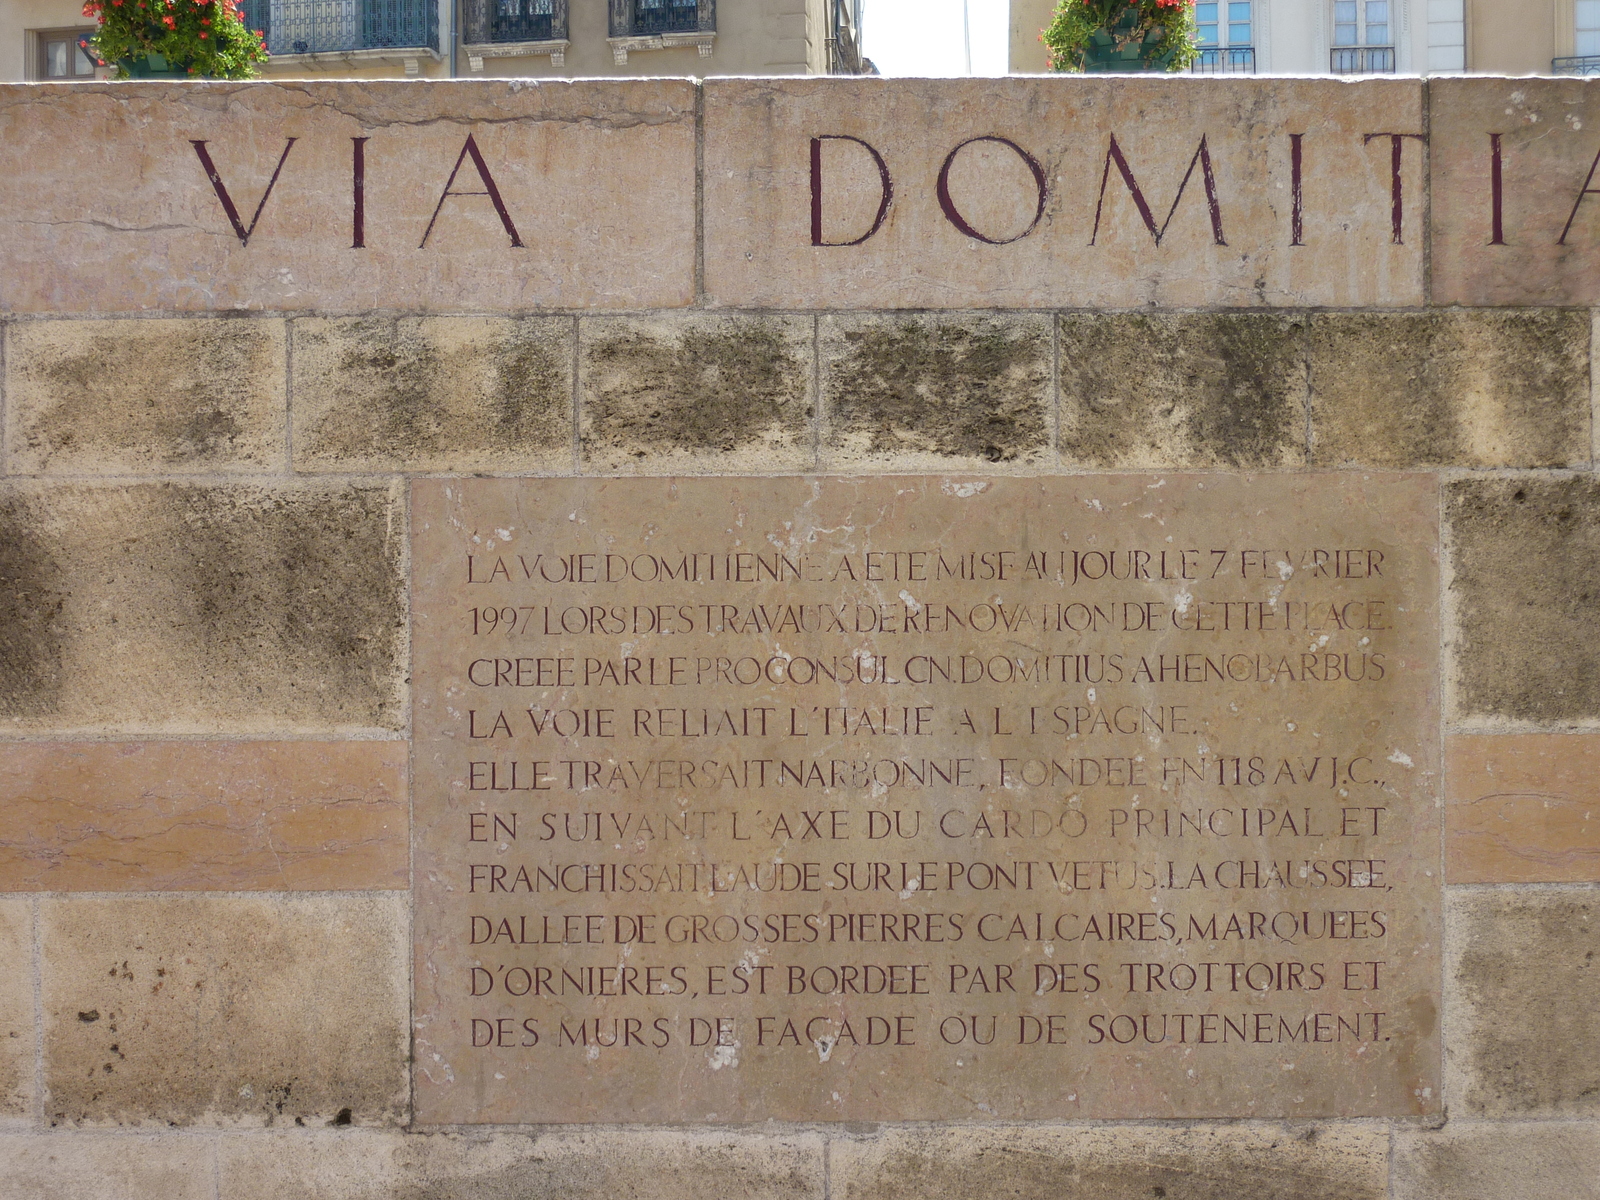 VIA DOMITIA
LA VOIE DOMITIENNE A ETE MISE AU JOUR LE 7 FEVRIER
1997 LORS DES TRAVAUX DE RENOVATION DE CETTE PLACE.
CREEE PAR LE PROCONSUL CN. DOMITIUS AHENOBARBUS
LA VOIE RELIAIT L'ITALIE A L'ESPAGNE.
ELLE TRAVERSAIT NARBONNE, FONDEE EN 118 AV J.C.,
EN SUIVANT L'AXE DU CARDO PRINCIPAL ET
FRANCHISSAIT L'AUDE SUR LE PONT VETUS. LA CHAUSSEE,
DALLEE DE GROSSES PIERRES CALCAIRES, MARQUEES
D'ORNIERES, EST BORDEE PAR DES TROTTOIRS ET
DES MURS DE FAÇADE OU DE SOUTENEMENT.